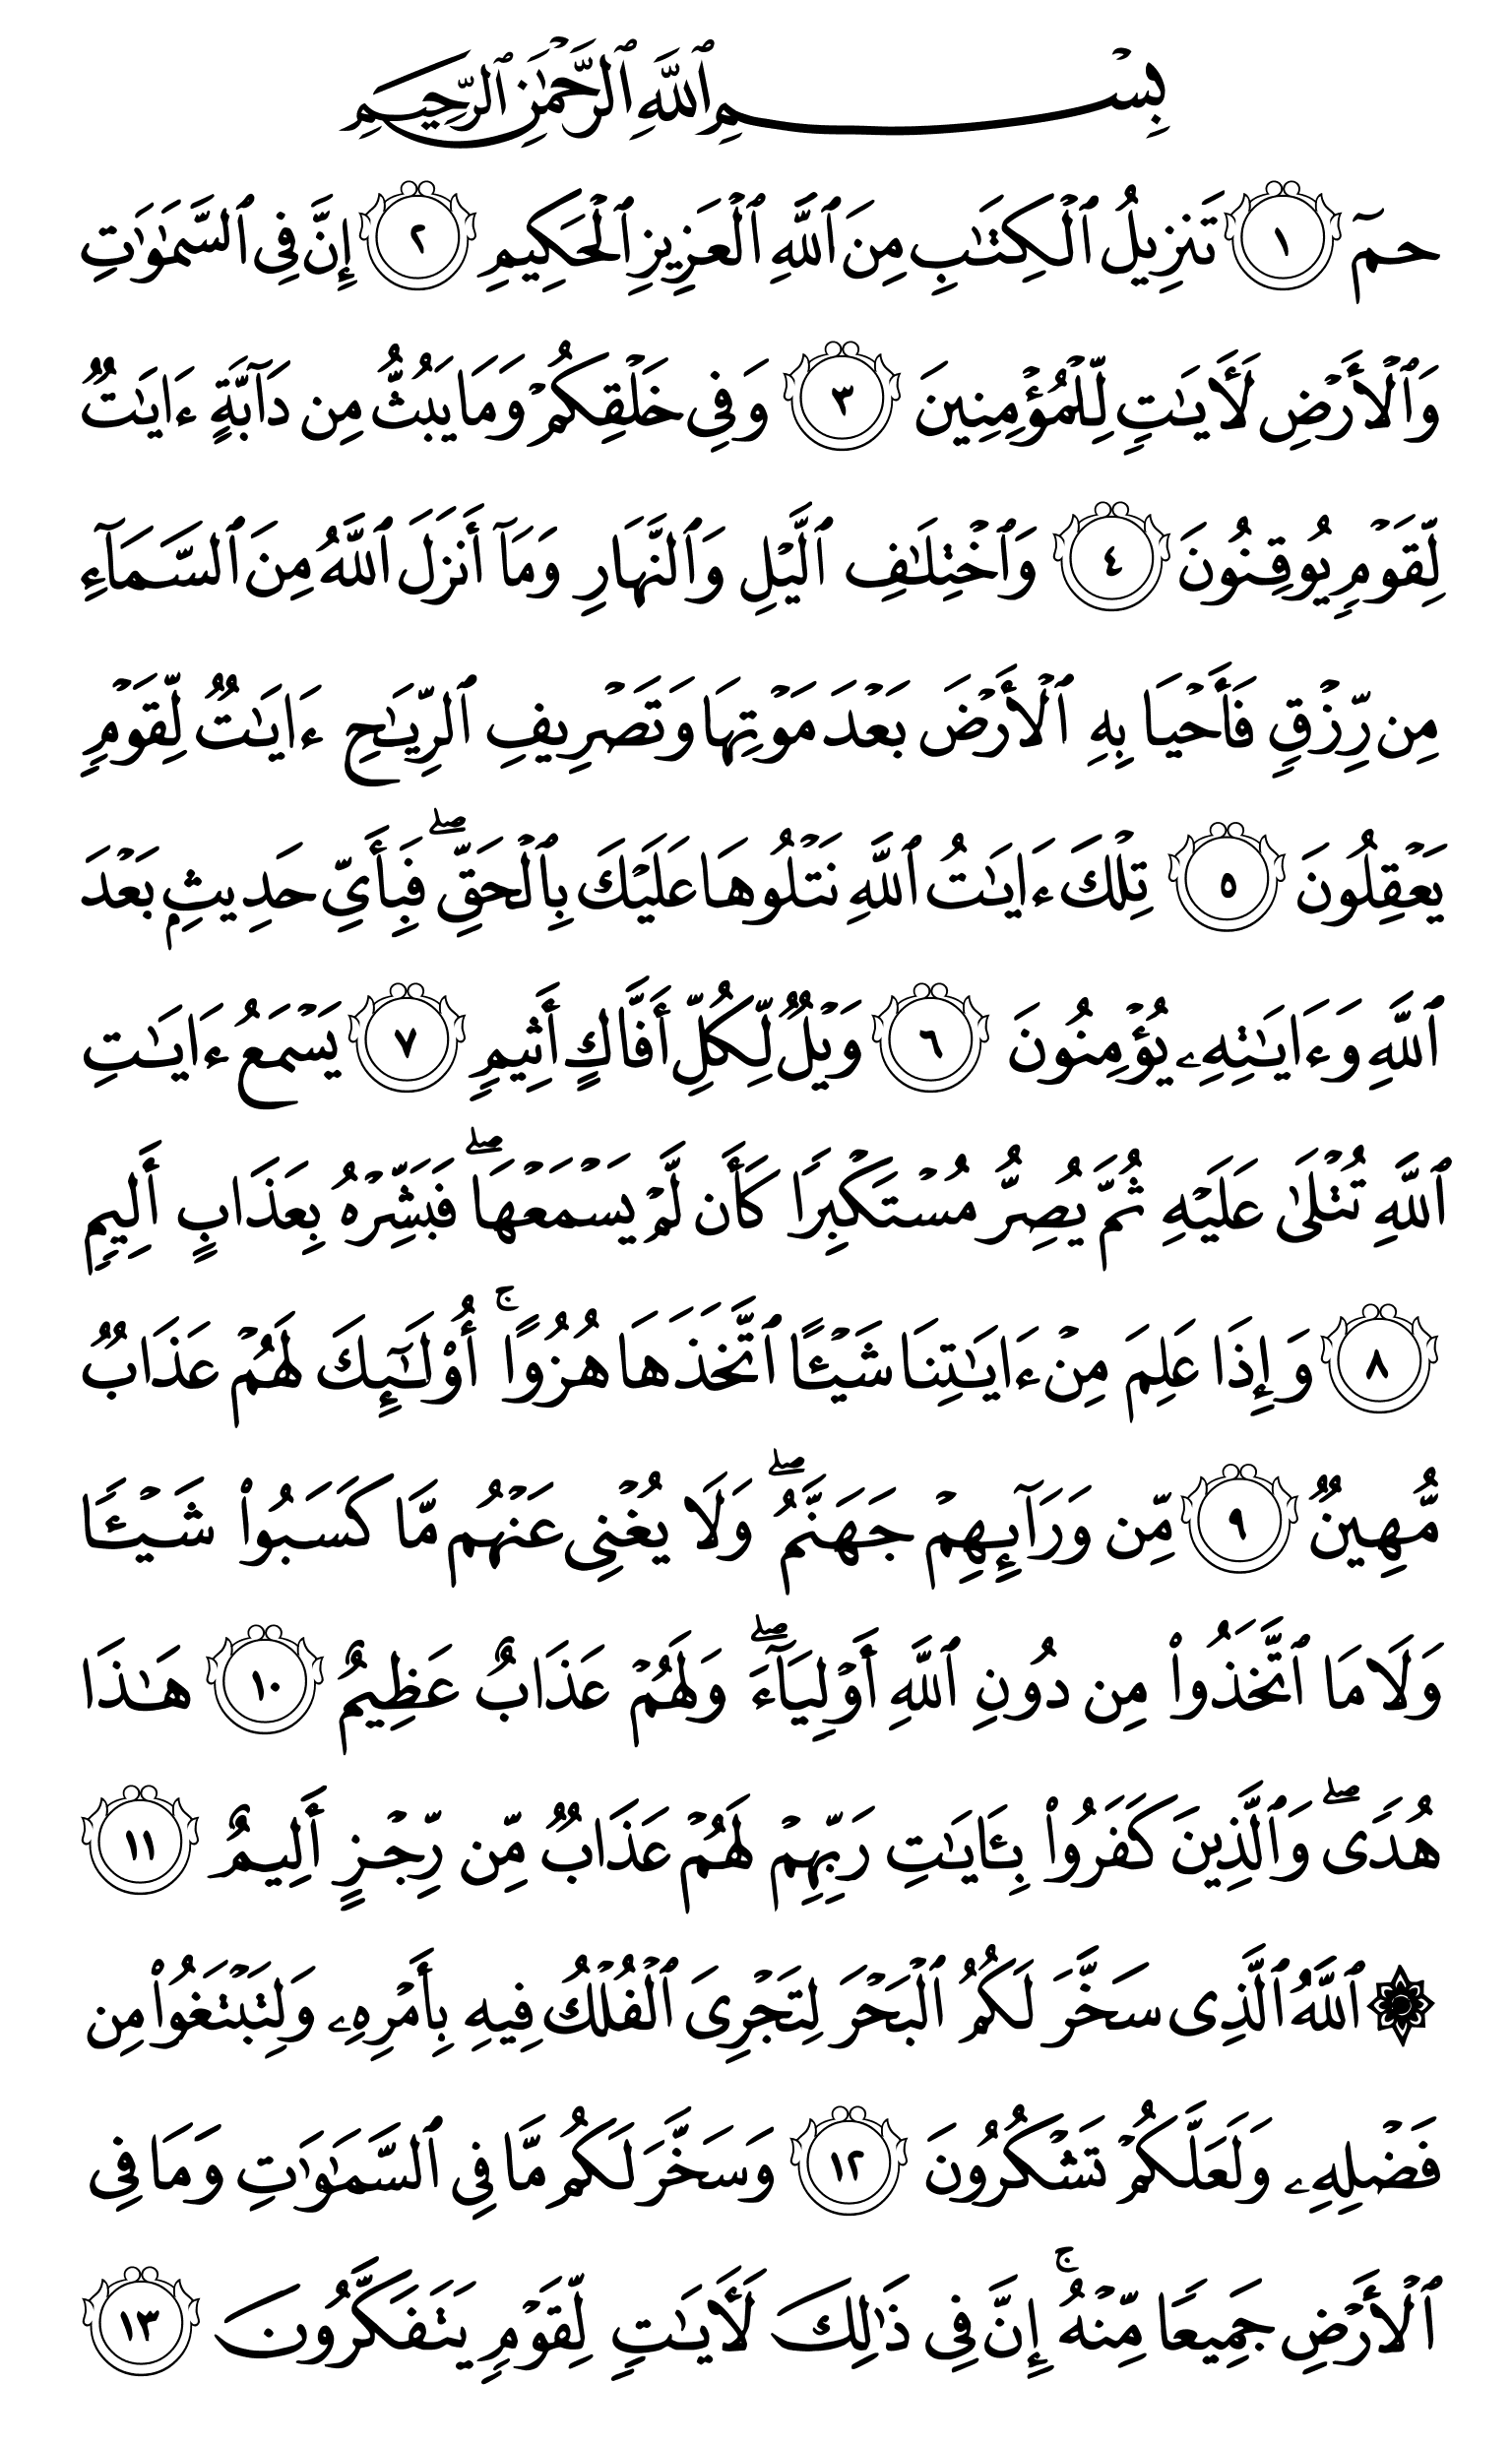 بِسۡمِ ٱللَّهِ ٱلرَّحۡمَٰنِ ٱلرَّحِيمِ
حمٓ ١ تَنزِيلُ ٱلۡكِتَٰبِ مِنَ ٱللَّهِ ٱلۡعَزِيزِ ٱلۡحَكِيمِ ٢ إِنَّ فِي ٱلسَّمَٰوَٰتِ
وَٱلۡأَرۡضِ لَأٓيَٰتٖ لِّلۡمُؤۡمِنِينَ ٣ وَفِي خَلۡقِكُمۡ وَمَا يَبُثُّ مِن دَآبَّةٍ ءَايَٰتٞ
لِّقَوۡمٖ يُوقِنُونَ ٤ وَٱخۡتِلَٰفِ ٱلَّيۡلِ وَٱلنَّهَارِ وَمَآ أَنزَلَ ٱللَّهُ مِنَ ٱلسَّمَآءِ
مِن رِّزۡقٖ فَأَحۡيَا بِهِ ٱلۡأَرۡضَ بَعۡدَ مَوۡتِهَا وَتَصۡرِيفِ ٱلرِّيَٰحِ ءَايَٰتٞ لِّقَوۡمٖ
يَعۡقِلُونَ ٥ تِلۡكَ ءَايَٰتُ ٱللَّهِ نَتۡلُوهَا عَلَيۡكَ بِٱلۡحَقِّۖ فَبِأَيِّ حَدِيثِۭ بَعۡدَ
ٱللَّهِ وَءَايَٰتِهِۦ يُؤۡمِنُونَ ٦ وَيۡلٞ لِّكُلِّ أَفَّاكٍ أَثِيمٖ ٧ يَسۡمَعُ ءَايَٰتِ
ٱللَّهِ تُتۡلَىٰ عَلَيۡهِ ثُمَّ يُصِرُّ مُسۡتَكۡبِرٗا كَأَن لَّمۡ يَسۡمَعۡهَاۖ فَبَشِّرۡهُ بِعَذَابٍ أَلِيمٖ
٨ وَإِذَا عَلِمَ مِنۡ ءَايَٰتِنَا شَيۡـًٔا ٱتَّخَذَهَا هُزُوًاۚ أُوْلَٰٓئِكَ لَهُمۡ عَذَابٞ
مُّهِينٞ ٩ مِّن وَرَآئِهِمۡ جَهَنَّمُۖ وَلَا يُغۡنِي عَنۡهُم مَّا كَسَبُواْ شَيۡـٔٗا
وَلَا مَا ٱتَّخَذُواْ مِن دُونِ ٱللَّهِ أَوۡلِيَآءَۖ وَلَهُمۡ عَذَابٌ عَظِيمٌ ١٠ هَٰذَا
هُدٗىۖ وَٱلَّذِينَ كَفَرُواْ بِـَٔايَٰتِ رَبِّهِمۡ لَهُمۡ عَذَابٞ مِّن رِّجۡزٍ أَلِيمٌ ١١
۞ ٱللَّهُ ٱلَّذِي سَخَّرَ لَكُمُ ٱلۡبَحۡرَ لِتَجۡرِيَ ٱلۡفُلۡكُ فِيهِ بِأَمۡرِهِۦ وَلِتَبۡتَغُواْ مِن
فَضۡلِهِۦ وَلَعَلَّكُمۡ تَشۡكُرُونَ ١٢ وَسَخَّرَ لَكُم مَّا فِي ٱلسَّمَٰوَٰتِ وَمَا فِي
ٱلۡأَرۡضِ جَمِيعٗا مِّنۡهُۚ إِنَّ فِي ذَٰلِكَ لَأٓيَٰتٖ لِّقَوۡمٖ يَتَفَكَّرُونَ ١٣